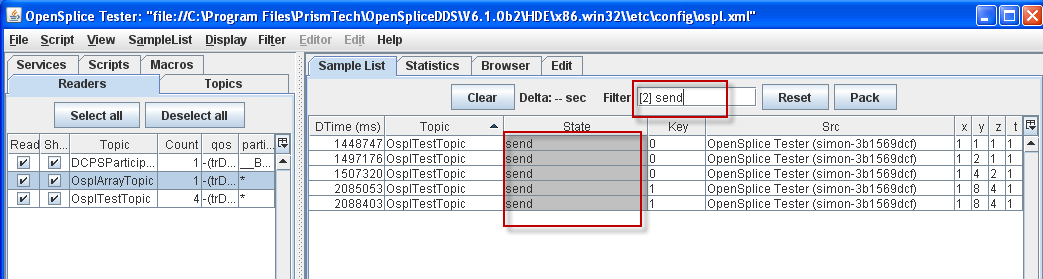 OpenSplice Tester: "file://C:\Program Files\PrismTech\OpenSpliceDDS\V6.1.0b2\HDE\x86.win32\\etc\config\ospl.xml"
File Script View SampleList Display Filter Editor Edit Help
Services Scripts Macros
Readers Topics
Select all Deselect all
Read Sh... Topic Count qos parti...
DCPSParticip... 1 -(trD... __B...
OsplArrayTopic 1 -(trD... *
OsplTestTopic 4 -(trD... *
Sample List Statistics Browser Edit
Clear Delta: -- sec Filter [2] send Reset Pack
DTime (ms) Topic State Key Src x y z t
1448747 OsplTestTopic send 0 OpenSplice Tester (simon-3b1569dcf) 1 1 1 1
1497176 OsplTestTopic send 0 OpenSplice Tester (simon-3b1569dcf) 1 2 1 1
1507320 OsplTestTopic send 0 OpenSplice Tester (simon-3b1569dcf) 1 4 2 1
2085053 OsplTestTopic send 1 OpenSplice Tester (simon-3b1569dcf) 1 8 4 1
2088403 OsplTestTopic send 1 OpenSplice Tester (simon-3b1569dcf) 1 8 4 1